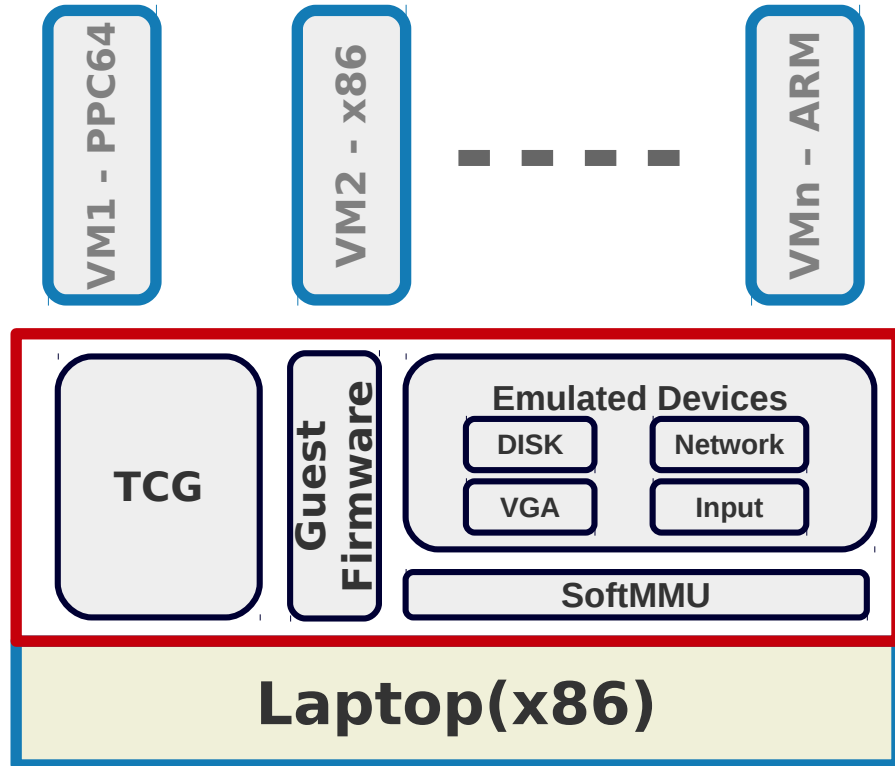 VM1 - PPC64
VM2 - x86
VMn – ARM
TCG
Guest
Firmware
Emulated Devices
DISK
Network
VGA
Input
SoftMMU
Laptop(x86)